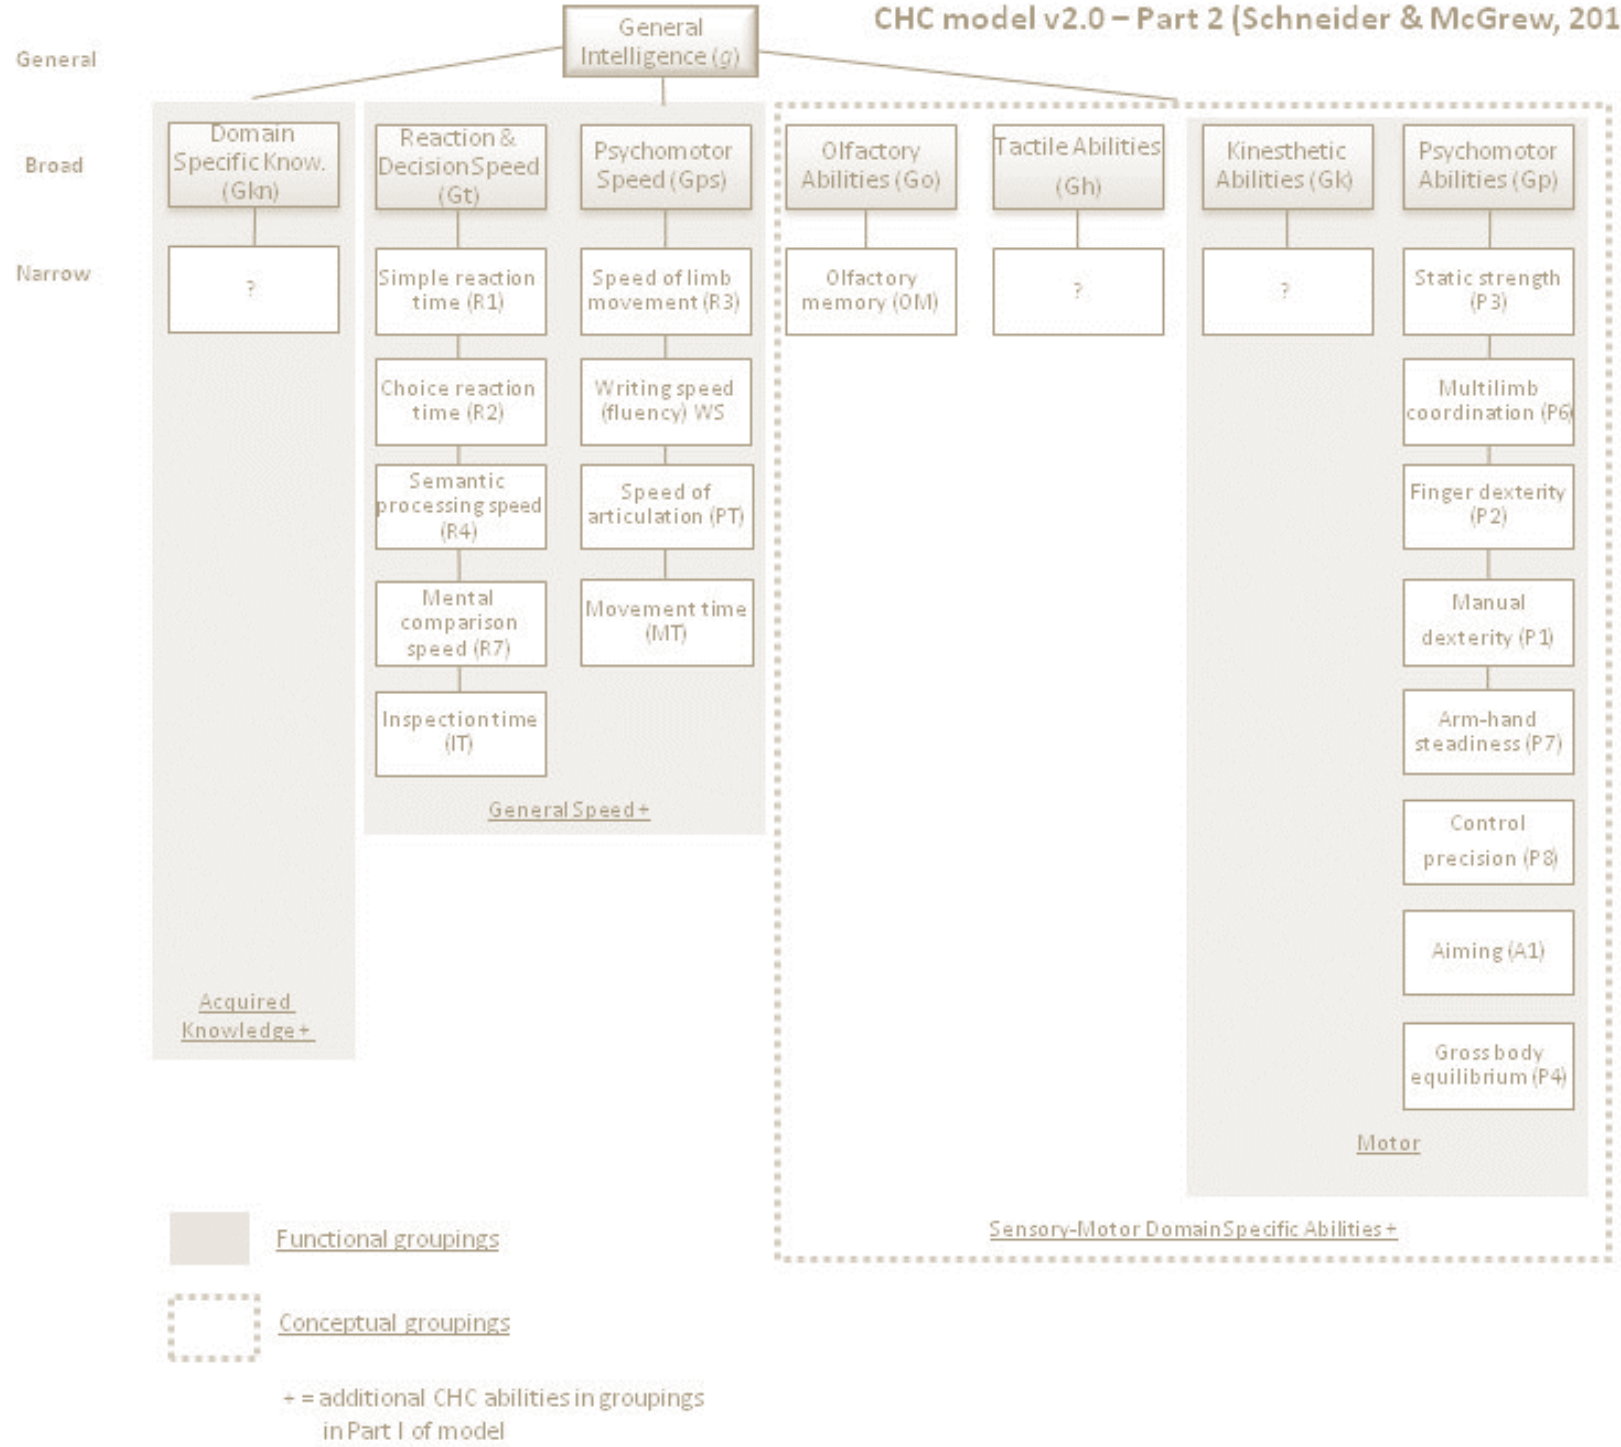 CHC model v2.0 – Part 2 (Schneider & McGrew, 201
General
Intelligence (g)
General
Broad
Narrow
Domain
Specific Know.
(Gkn)
?
Acquired
Knowledge +
Reaction &
Decision Speed
(Gt)
Simple reaction
time (R1)
Choice reaction
time (R2)
Semantic
processing speed
(R4)
Mental
comparison
speed (R7)
Inspection time
(IT)
Psychomotor
Speed (Gps)
Speed of limb
movement (R3)
Writing speed
(fluency) WS
Speed of
articulation (PT)
Movement time
(MT)
General Speed +
Olfactory
Abilities (Go)
Olfactory
memory (OM)
Tactile Abilities
(Gh)
?
Kinesthetic
Abilities (Gk)
?
Psychomotor
Abilities (Gp)
Static strength
(P3)
Multilimb
coordination (P6)
Finger dexterity
(P2)
Manual
dexterity (P1)
Arm-hand
steadiness (P7)
Control
precision (P8)
Aiming (A1)
Gross body
equilibrium (P4)
Motor
Sensory-Motor Domain Specific Abilities +
Functional groupings
Conceptual groupings
+ = additional CHC abilities in groupings
in Part I of model